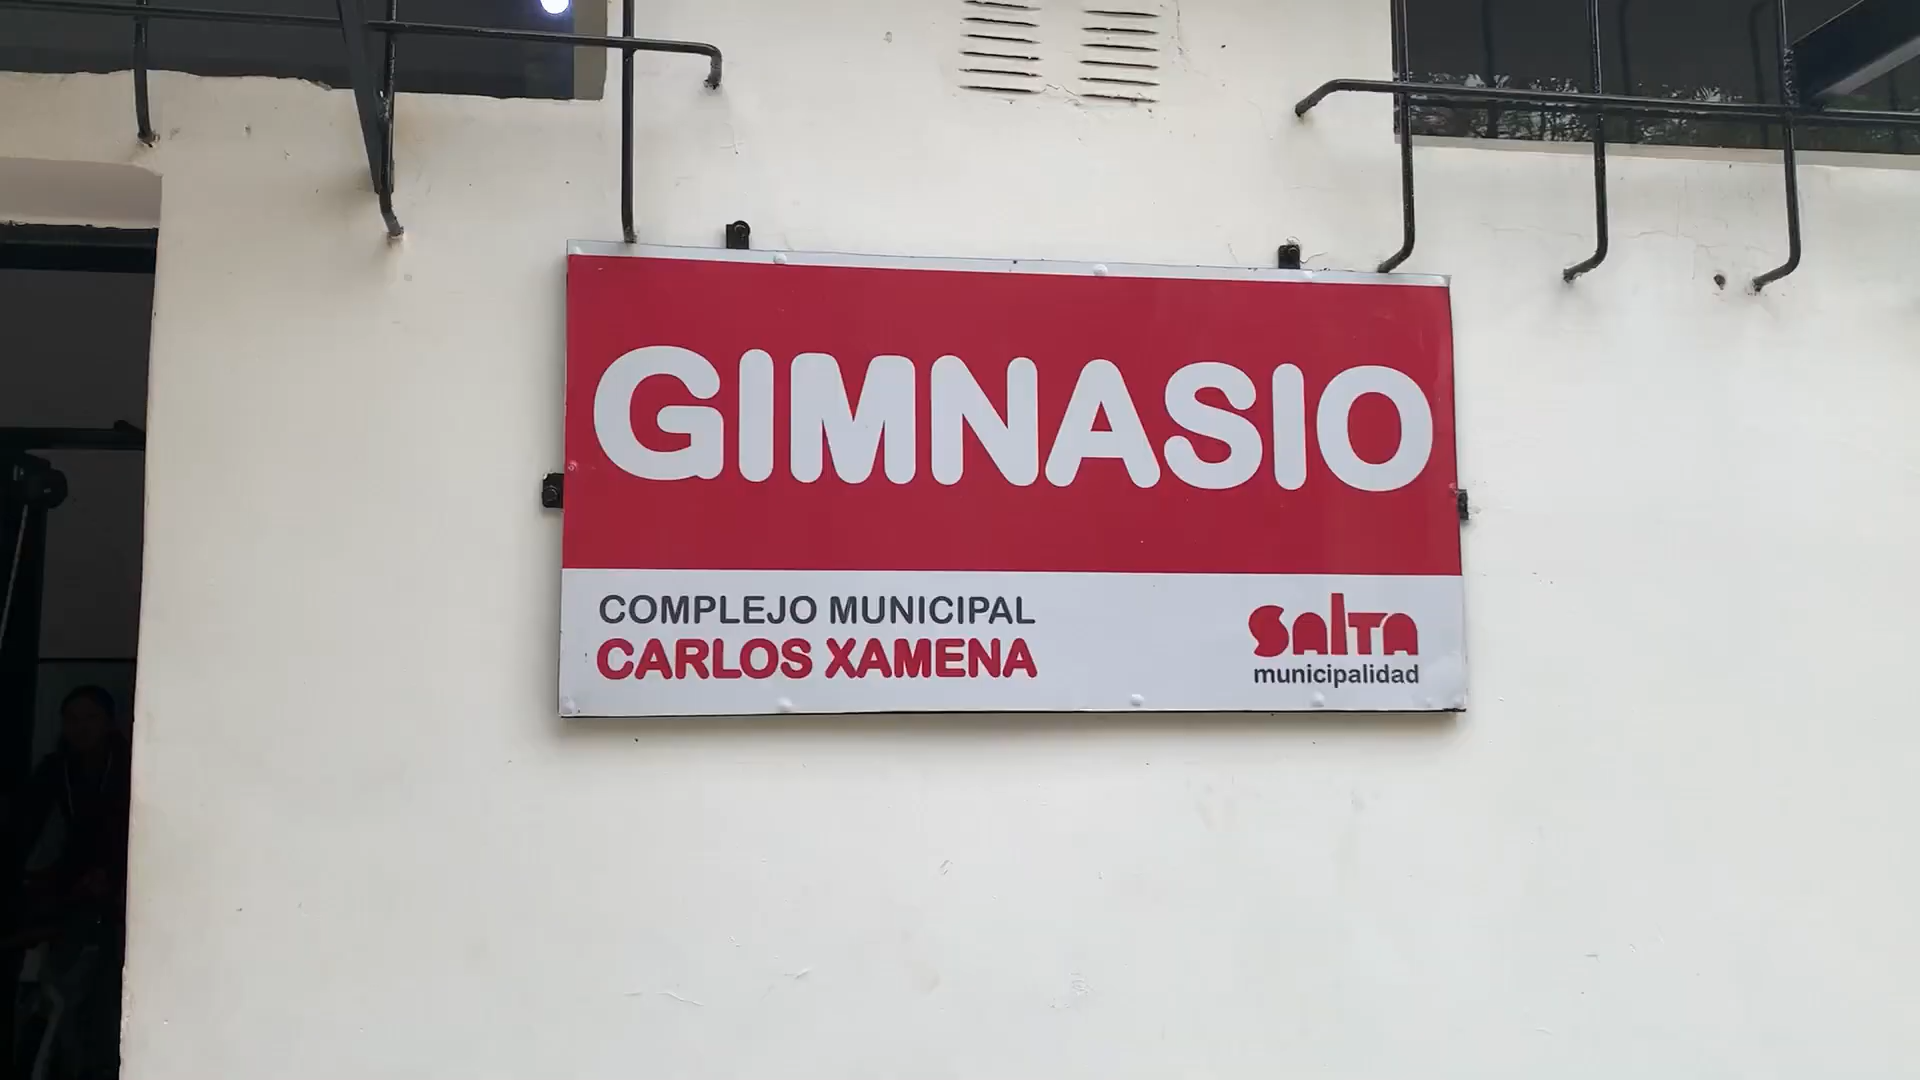 GIMNASIO
COMPLEJO MUNICIPAL
CARLOS XAMENA
SALTA
municipalidad